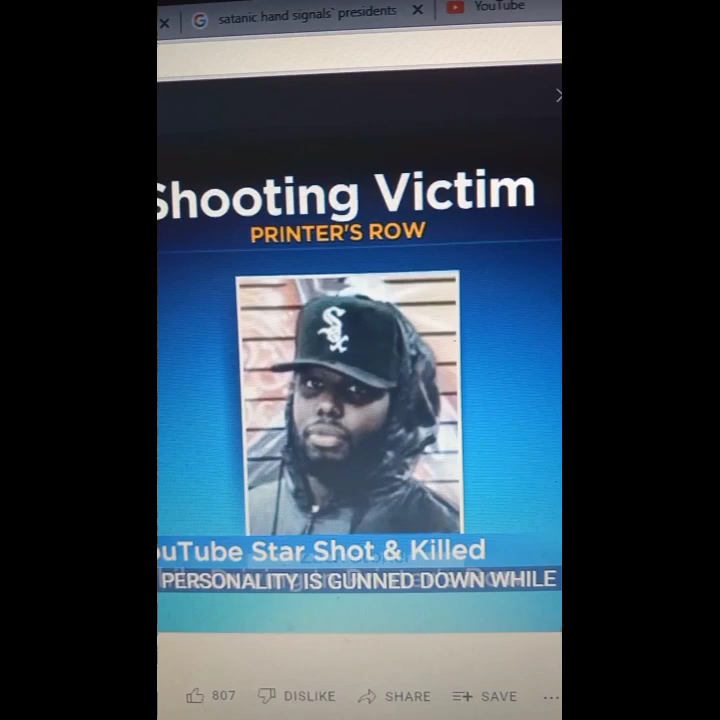 satanic hand signals' presidents
YouTube
Shooting Victim
PRINTER'S ROW
ouTube Star Shot & Killed
PERSONALITY IS GUNNED DOWN WHILE
807 DISLIKE SHARE SAVE